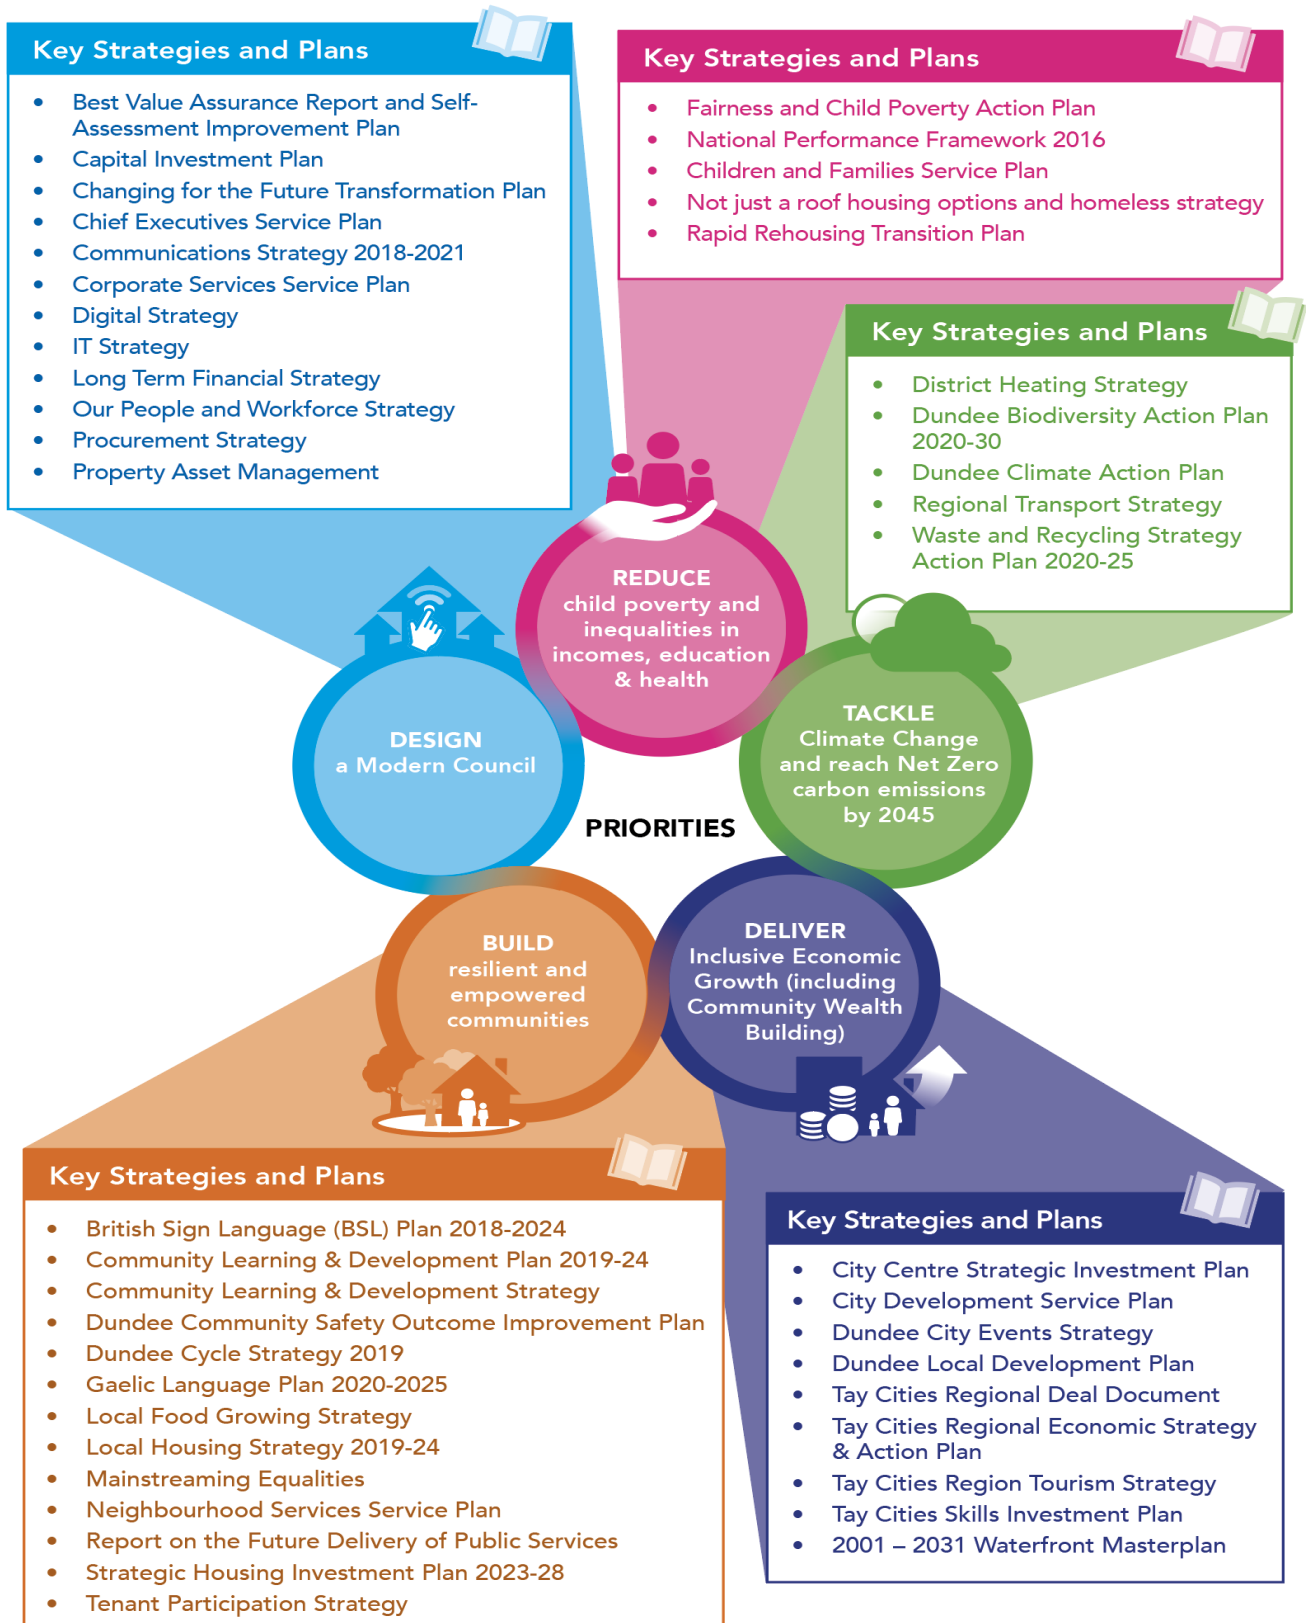 Key Strategies and Plans
• Best Value Assurance Report and Self-
Assessment Improvement Plan
• Capital Investment Plan
• Changing for the Future Transformation Plan
• Chief Executives Service Plan
• Communications Strategy 2018-2021
• Corporate Services Service Plan
• Digital Strategy
• IT Strategy
• Long Term Financial Strategy
• Our People and Workforce Strategy
• Procurement Strategy
• Property Asset Management
Key Strategies and Plans
• Fairness and Child Poverty Action Plan
• National Performance Framework 2016
• Children and Families Service Plan
• Not just a roof housing options and homeless strategy
• Rapid Rehousing Transition Plan
Key Strategies and Plans
• District Heating Strategy
• Dundee Biodiversity Action Plan
2020-30
• Dundee Climate Action Plan
• Regional Transport Strategy
• Waste and Recycling Strategy
Action Plan 2020-25
REDUCE
child poverty and
inequalities in
incomes, education
& health
DESIGN
a Modern Council
TACKLE
Climate Change
and reach Net Zero
carbon emissions
by 2045
PRIORITIES
BUILD
resilient and
empowered
communities
DELIVER
Inclusive Economic
Growth (including
Community Wealth
Building)
Key Strategies and Plans
• British Sign Language (BSL) Plan 2018-2024
• Community Learning & Development Plan 2019-24
• Community Learning & Development Strategy
• Dundee Community Safety Outcome Improvement Plan
• Dundee Cycle Strategy 2019
• Gaelic Language Plan 2020-2025
• Local Food Growing Strategy
• Local Housing Strategy 2019-24
• Mainstreaming Equalities
• Neighbourhood Services Service Plan
• Report on the Future Delivery of Public Services
• Strategic Housing Investment Plan 2023-28
• Tenant Participation Strategy
Key Strategies and Plans
• City Centre Strategic Investment Plan
• City Development Service Plan
• Dundee City Events Strategy
• Dundee Local Development Plan
• Tay Cities Regional Deal Document
• Tay Cities Regional Economic Strategy
& Action Plan
• Tay Cities Region Tourism Strategy
• Tay Cities Skills Investment Plan
• 2001 – 2031 Waterfront Masterplan